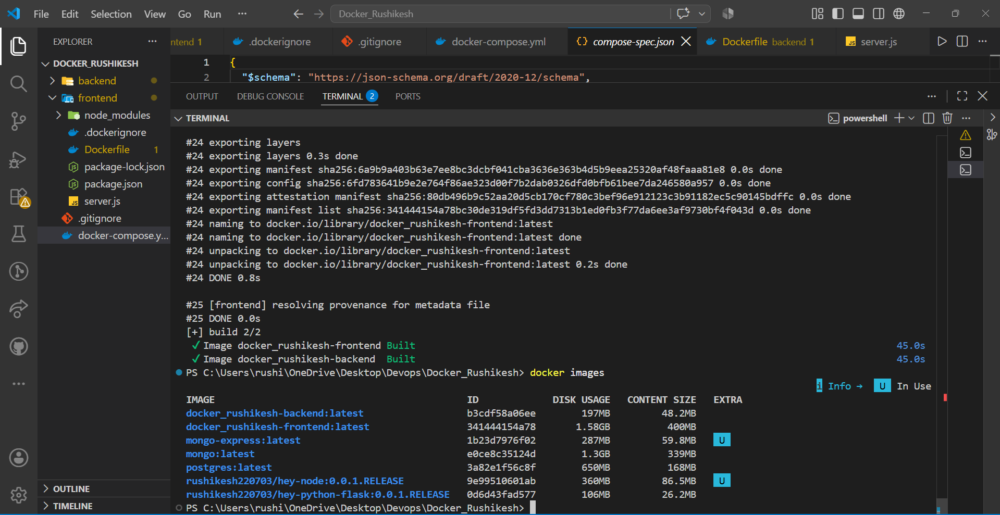 File Edit Selection View Go Run ··· Docker_Rushikesh
EXPLORER ···
ntend 1 .dockerignore .gitignore docker-compose.yml {} compose-spec.json Dockerfile backend 1 JS server.js ···
DOCKER_RUSHIKESH
backend
frontend
node_modules
.dockerignore
Dockerfile 1
package-lock.json
package.json
JS server.js
.gitignore
docker-compose.y...
OUTLINE
TIMELINE
1 {
2 "$schema": "https://json-schema.org/draft/2020-12/schema",
OUTPUT DEBUG CONSOLE TERMINAL 2 PORTS ···
TERMINAL powershell ···
#24 exporting layers
#24 exporting layers 0.3s done
#24 exporting manifest sha256:6a9b9a403b63e7ee8bc3dcbf041cba3636e363b4d5b9eea25320af48faaa81e8 0.0s done
#24 exporting config sha256:6fd783641b9e2e764f86ae323d00f7b2dab0326dfd0bfb61bee7da246580a957 0.0s done
#24 exporting attestation manifest sha256:80db496b9c52aa20d5cb170cf780c3bef96e912123c3b91182ec5c90145bdffc 0.0s done
#24 exporting manifest list sha256:341444154a78bc30de319df5fd3dd7313b1ed0fb3f77da6ee3af9730bf4f043d 0.0s done
#24 naming to docker.io/library/docker_rushikesh-frontend:latest
#24 naming to docker.io/library/docker_rushikesh-frontend:latest done
#24 unpacking to docker.io/library/docker_rushikesh-frontend:latest
#24 unpacking to docker.io/library/docker_rushikesh-frontend:latest 0.2s done
#24 DONE 0.8s
#25 [frontend] resolving provenance for metadata file
#25 DONE 0.0s
[+] build 2/2
✓ Image docker_rushikesh-frontend Built 45.0s
✓ Image docker_rushikesh-backend Built 45.0s
PS C:\Users\rushi\OneDrive\Desktop\Devops\Docker_Rushikesh> docker images
i Info → U In Use
IMAGE ID DISK USAGE CONTENT SIZE EXTRA
docker_rushikesh-backend:latest b3cdf58a06ee 197MB 48.2MB
docker_rushikesh-frontend:latest 341444154a78 1.58GB 400MB
mongo-express:latest 1b23d7976f02 287MB 59.8MB U
mongo:latest e0ce8c35124d 1.3GB 339MB
postgres:latest 3a82e1f56c8f 650MB 168MB
rushikesh220703/hey-node:0.0.1.RELEASE 9e99510601ab 360MB 86.5MB U
rushikesh220703/hey-python-flask:0.0.1.RELEASE 0d6d43fad577 106MB 26.2MB
PS C:\Users\rushi\OneDrive\Desktop\Devops\Docker_Rushikesh>